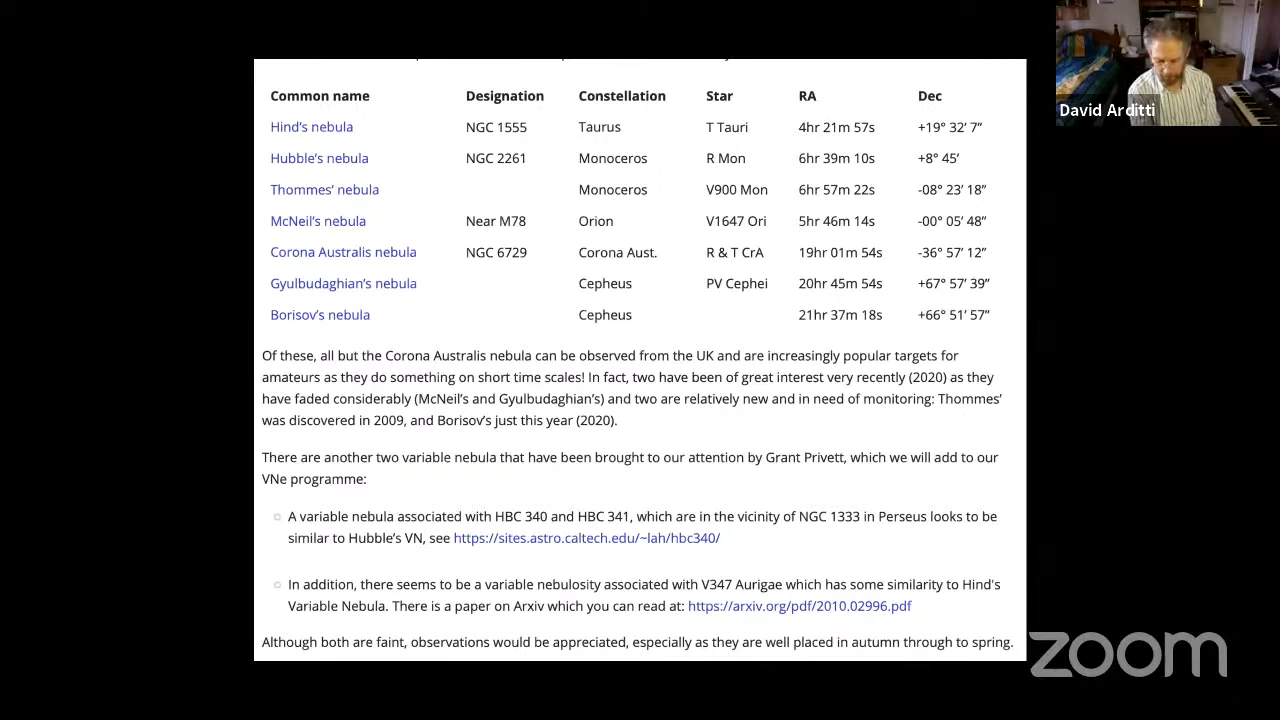 Common name Designation Constellation Star RA Dec
Hind's nebula NGC 1555 Taurus T Tauri 4hr 21m 57s +19° 32' 7”
Hubble's nebula NGC 2261 Monoceros R Mon 6hr 39m 10s +8° 45'
Thommes' nebula Monoceros V900 Mon 6hr 57m 22s -08° 23' 18”
McNeil's nebula Near M78 Orion V1647 Ori 5hr 46m 14s -00° 05' 48”
Corona Australis nebula NGC 6729 Corona Aust. R & T CrA 19hr 01m 54s -36° 57' 12”
Gyulbudaghian's nebula Cepheus PV Cephei 20hr 45m 54s +67° 57' 39”
Borisov's nebula Cepheus 21hr 37m 18s +66° 51' 57”
Of these, all but the Corona Australis nebula can be observed from the UK and are increasingly popular targets for
amateurs as they do something on short time scales! In fact, two have been of great interest very recently (2020) as they
have faded considerably (McNeil's and Gyulbudaghian's) and two are relatively new and in need of monitoring: Thommes'
was discovered in 2009, and Borisov's just this year (2020).
There are another two variable nebula that have been brought to our attention by Grant Privett, which we will add to our
VNe programme:
A variable nebula associated with HBC 340 and HBC 341, which are in the vicinity of NGC 1333 in Perseus looks to be
similar to Hubble's VN, see https://sites.astro.caltech.edu/~lah/hbc340/
In addition, there seems to be a variable nebulosity associated with V347 Aurigae which has some similarity to Hind's
Variable Nebula. There is a paper on Arxiv which you can read at: https://arxiv.org/pdf/2010.02996.pdf
Although both are faint, observations would be appreciated, especially as they are well placed in autumn through to spring.
David Arditti
zoom